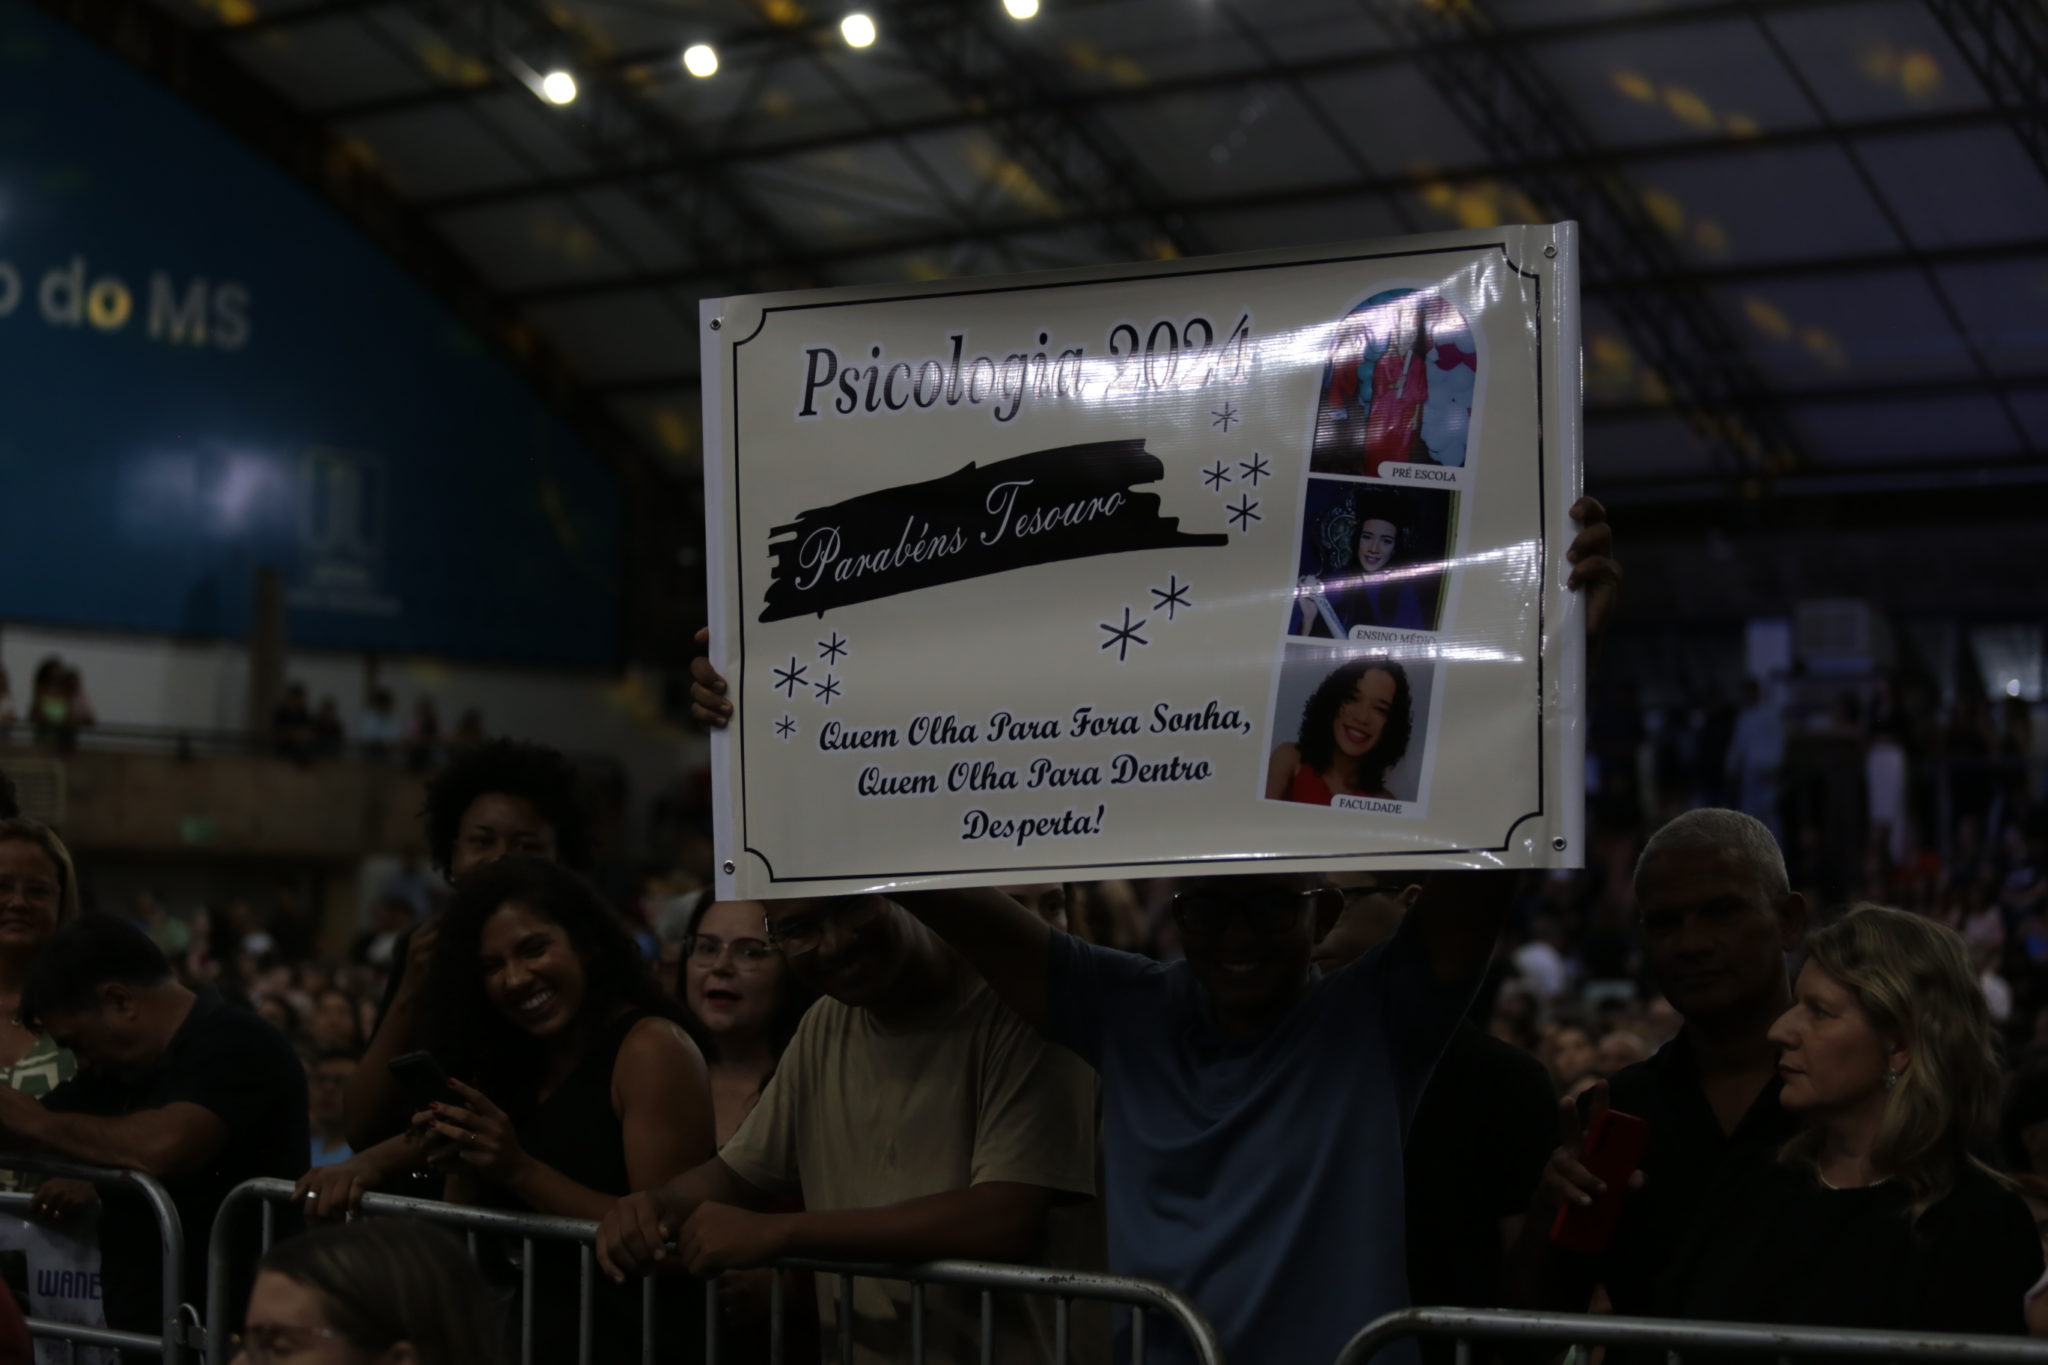 do MS
Psicologia 2024
Parabéns Tesouro
PRÉ ESCOLA
ENSINO MÉDIO
FACULDADE
Quem Olha Para Fora Sonha,
Quem Olha Para Dentro
Desperta!
WANE